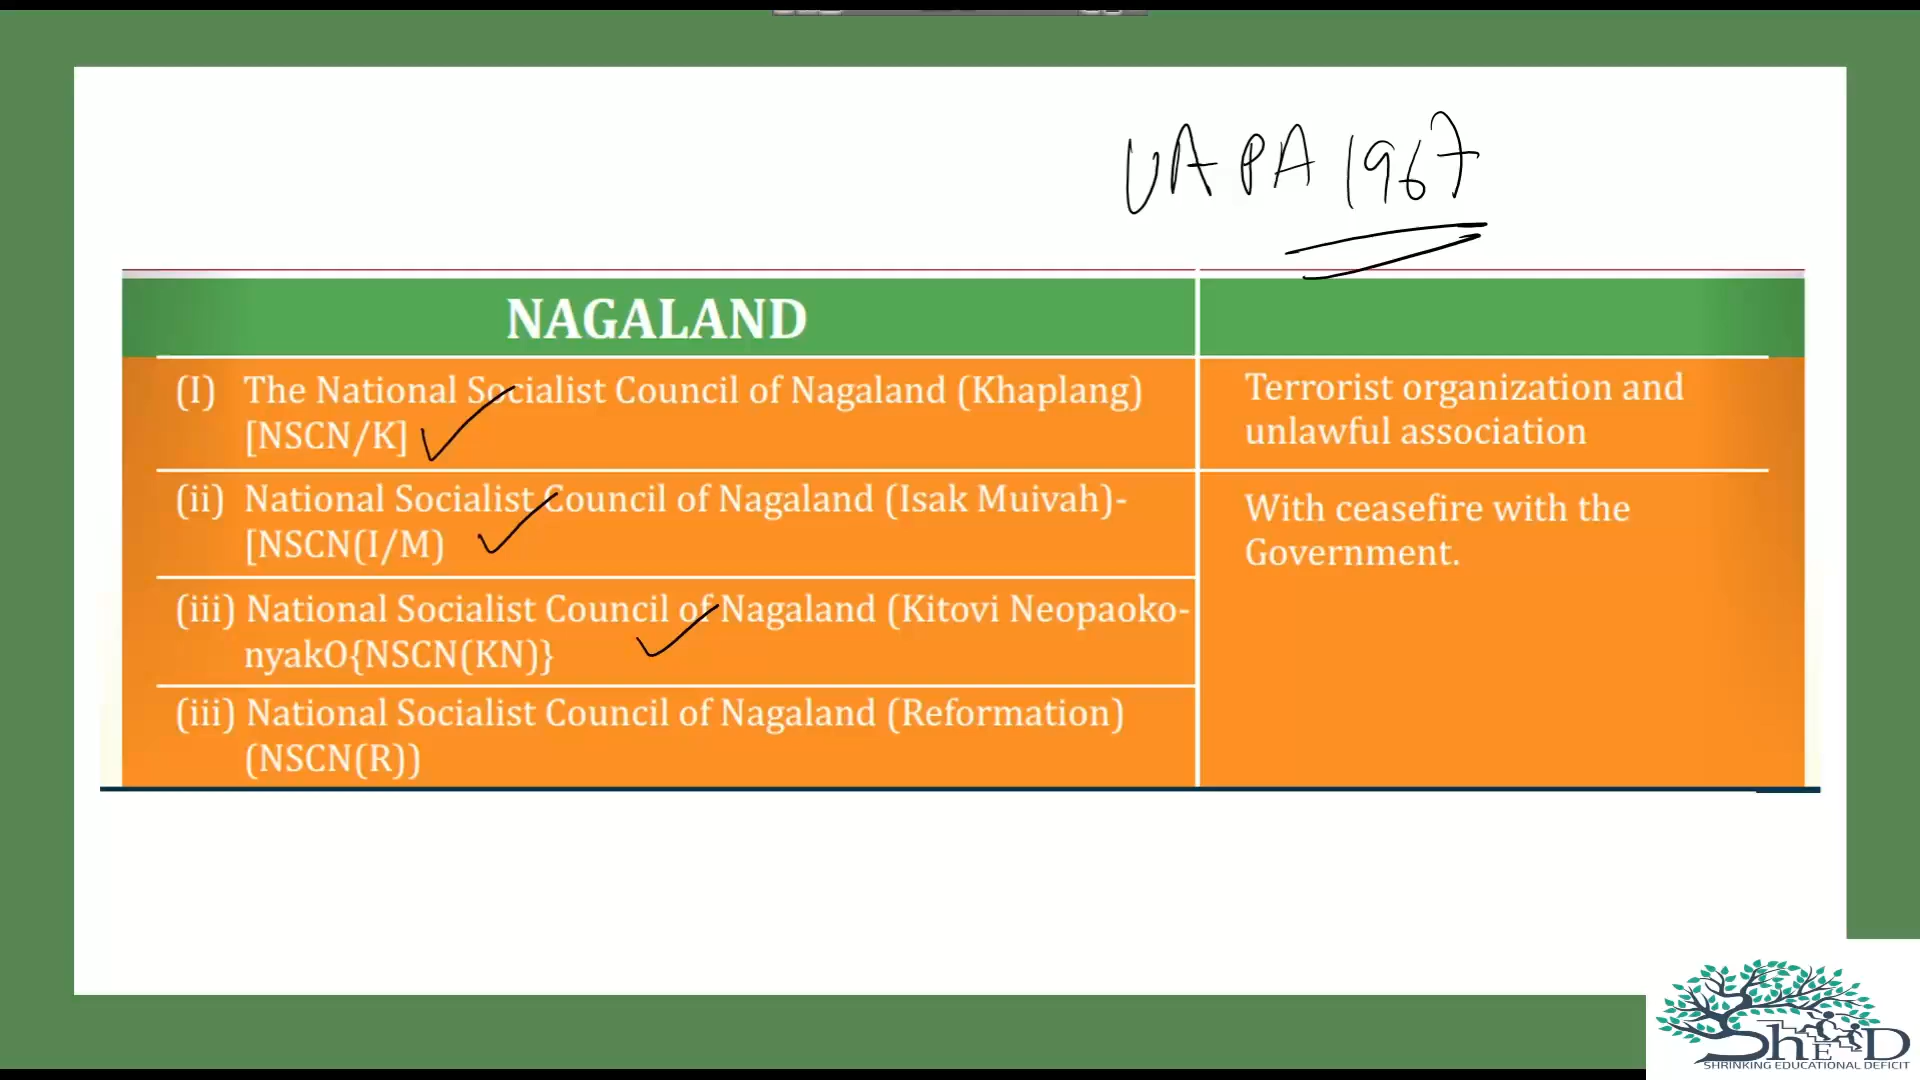 UAPA 1967
NAGALAND
(I) The National Socialist Council of Nagaland (Khaplang)
[NSCN/K]
Terrorist organization and
unlawful association
(ii) National Socialist Council of Nagaland (Isak Muivah)-
[NSCN(I/M)
With ceasefire with the
Government.
(iii) National Socialist Council of Nagaland (Kitovi Neopaoko-
nyakO{NSCN(KN)}
(iii) National Socialist Council of Nagaland (Reformation)
(NSCN(R))
ShED
SHRINKING EDUCATIONAL DEFICIT